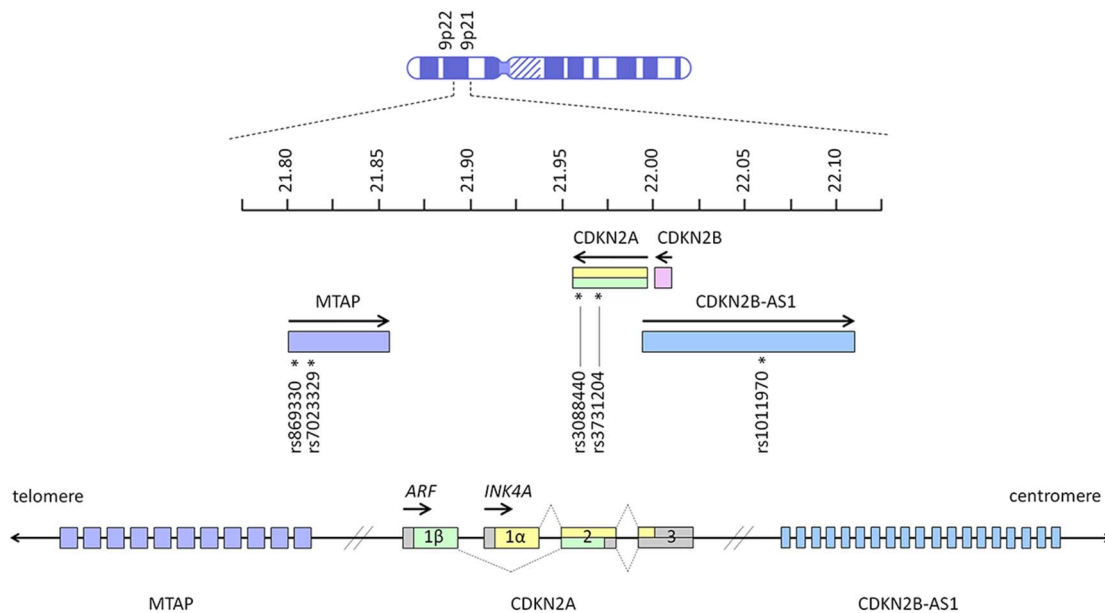 9p22
9p21
21.80
21.85
21.90
21.95
22.00
22.05
22.10
CDKN2A
CDKN2B
MTAP
CDKN2B-AS1
*
*
*
*
*
rs869330
rs7023329
rs3088440
rs3731204
rs1011970
telomere
ARF
INK4A
centromere
1β
1α
2
3
MTAP
CDKN2A
CDKN2B-AS1